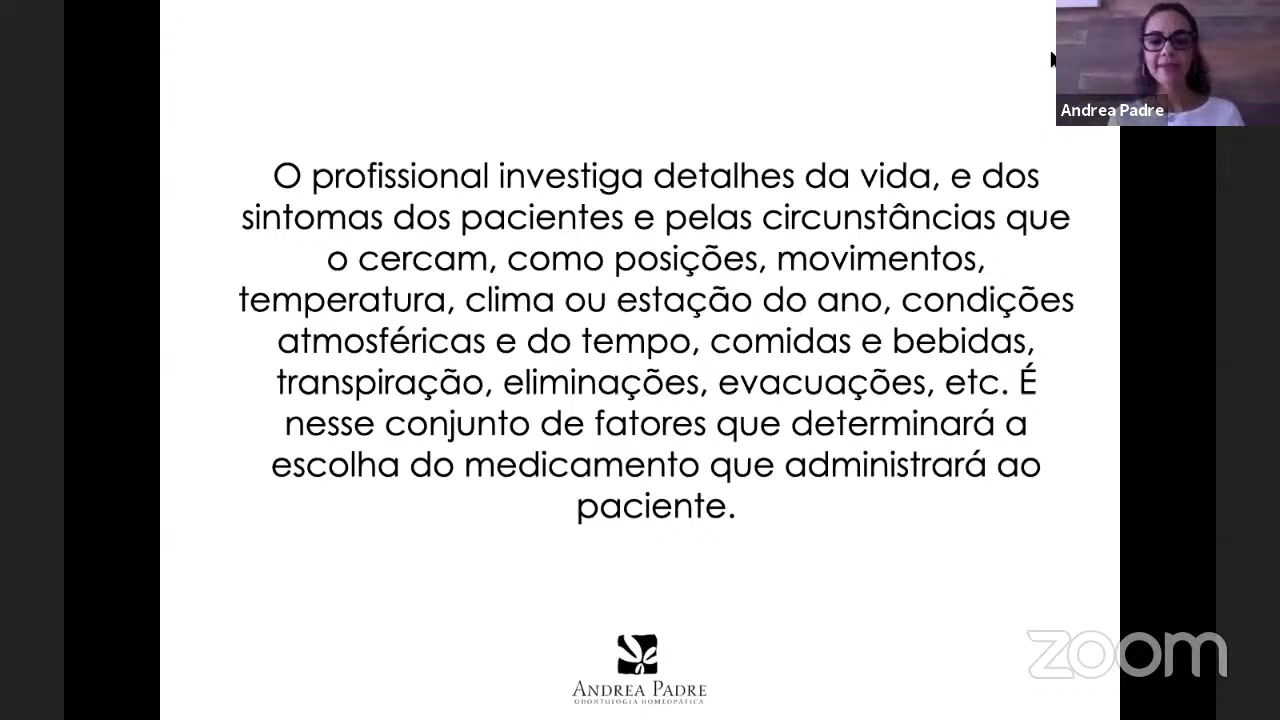 Andrea Padre
O profissional investiga detalhes da vida, e dos
sintomas dos pacientes e pelas circunstâncias que
o cercam, como posições, movimentos,
temperatura, clima ou estação do ano, condições
atmosféricas e do tempo, comidas e bebidas,
transpiração, eliminações, evacuações, etc. É
nesse conjunto de fatores que determinará a
escolha do medicamento que administrará ao
paciente.
zoom
ANDREA PADRE
ODONTOLOGIA HOMEOPÁTICA